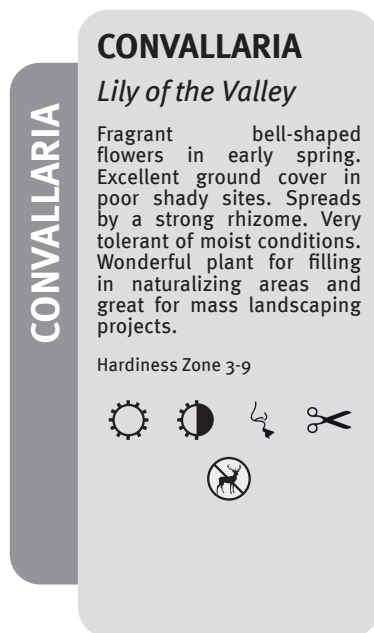 CONVALLARIA
CONVALLARIA
Lily of the Valley
Fragrant bell-shaped
flowers in early spring.
Excellent ground cover in
poor shady sites. Spreads
by a strong rhizome. Very
tolerant of moist conditions.
Wonderful plant for filling
in naturalizing areas and
great for mass landscaping
projects.
Hardiness Zone 3-9